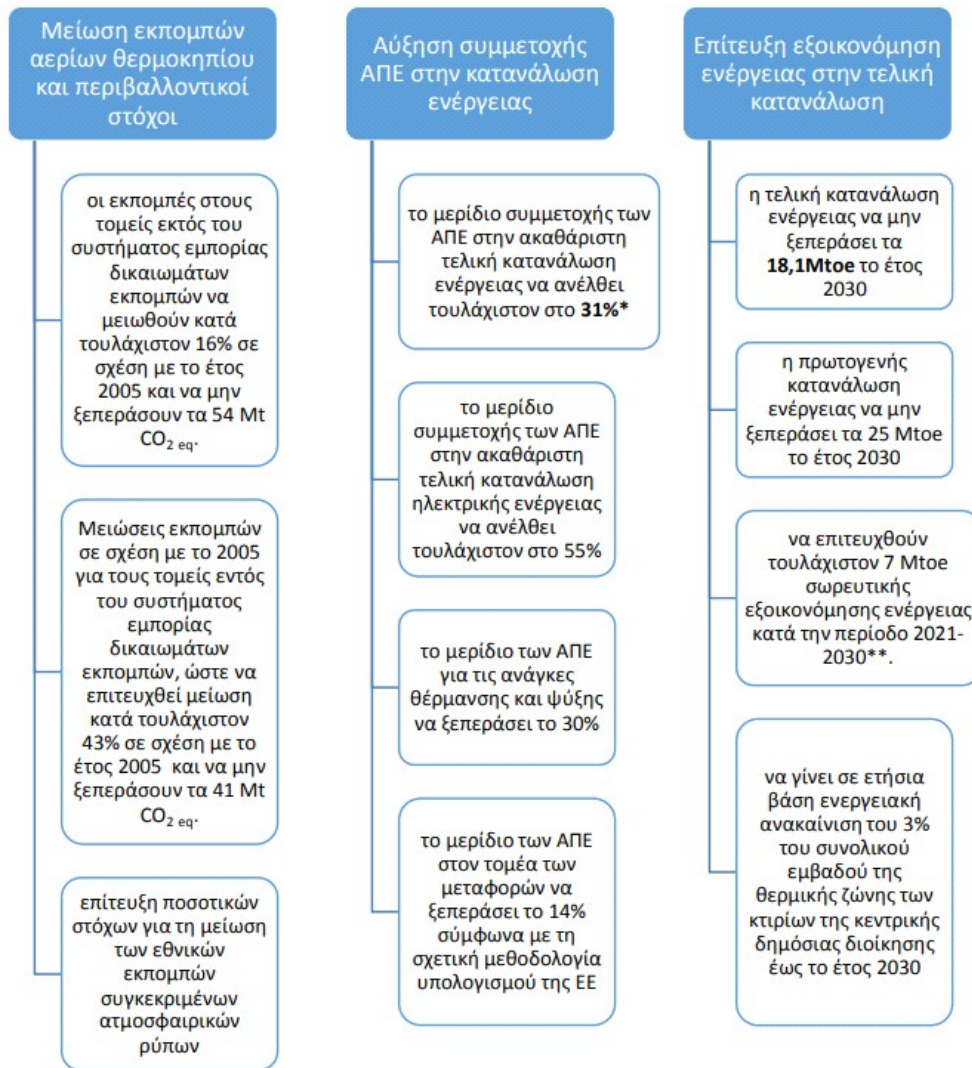 Μείωση εκπομπών
αερίων θερμοκηπίου
και περιβαλλοντικοί
στόχοι
οι εκπομπές στους
τομείς εκτός του
συστήματος εμπορίας
δικαιωμάτων
εκπομπών να
μειωθούν κατά
τουλάχιστον 16% σε
σχέση με το έτος
2005 και να μην
ξεπεράσουν τα 54 Mt
CO₂ eq.
Μειώσεις εκπομπών
σε σχέση με το 2005
για τους τομείς εντός
του συστήματος
εμπορίας
δικαιωμάτων
εκπομπών, ώστε να
επιτευχθεί μείωση
κατά τουλάχιστον
43% σε σχέση με το
έτος 2005 και να μην
ξεπεράσουν τα 41 Mt
CO₂ eq.
επίτευξη ποσοτικών
στόχων για τη μείωση
των εθνικών
εκπομπών
συγκεκριμένων
ατμοσφαιρικών
ρύπων
Αύξηση συμμετοχής
ΑΠΕ στην κατανάλωση
ενέργειας
το μερίδιο συμμετοχής των
ΑΠΕ στην ακαθάριστη
τελική κατανάλωση
ενέργειας να ανέλθει
τουλάχιστον στο 31%*
το μερίδιο
συμμετοχής των ΑΠΕ
στην ακαθάριστη
τελική κατανάλωση
ηλεκτρικής ενέργειας
να ανέλθει
τουλάχιστον στο 55%
το μερίδιο των ΑΠΕ
για τις ανάγκες
θέρμανσης και ψύξης
να ξεπεράσει το 30%
το μερίδιο των ΑΠΕ
στον τομέα των
μεταφορών να
ξεπεράσει το 14%
σύμφωνα με τη
σχετική μεθοδολογία
υπολογισμού της ΕΕ
Επίτευξη εξοικονόμηση
ενέργειας στην τελική
κατανάλωση
η τελική κατανάλωση
ενέργειας να μην
ξεπεράσει τα
18,1Mtoe το έτος
2030
η πρωτογενής
κατανάλωση
ενέργειας να μην
ξεπεράσει τα 25 Mtoe
το έτος 2030
να επιτευχθούν
τουλάχιστον 7 Mtoe
σωρευτικής
εξοικονόμησης ενέργειας
κατά την περίοδο 2021-
2030**.
να γίνει σε ετήσια
βάση ενεργειακή
ανακαίνιση του 3%
του συνολικού
εμβαδού της
θερμικής ζώνης των
κτιρίων της κεντρικής
δημόσιας διοίκησης
έως το έτος 2030